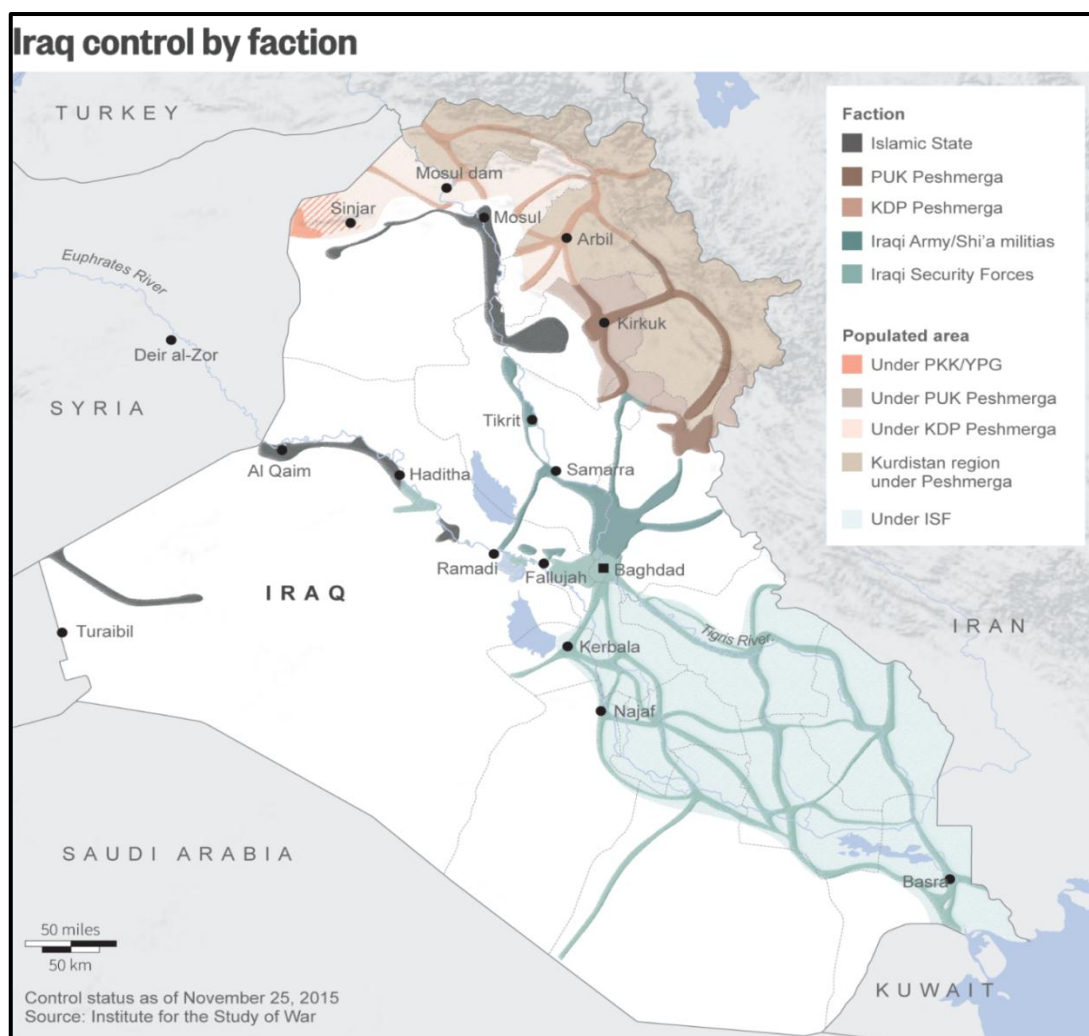 Iraq control by faction
TURKEY
Mosul dam
Sinjar
Mosul
Arbil
Euphrates River
Kirkuk
Deir al-Zor
SYRIA
Tikrit
Al Qaim
Haditha
Samarra
Ramadi
Fallujah
Baghdad
IRAQ
Turaibil
Tigris River
IRAN
Kerbala
Najaf
SAUDI ARABIA
Basra
KUWAIT
Faction
Islamic State
PUK Peshmerga
KDP Peshmerga
Iraqi Army/Shi'a militias
Iraqi Security Forces
Populated area
Under PKK/YPG
Under PUK Peshmerga
Under KDP Peshmerga
Kurdistan region
under Peshmerga
Under ISF
50 miles
50 km
Control status as of November 25, 2015
Source: Institute for the Study of War